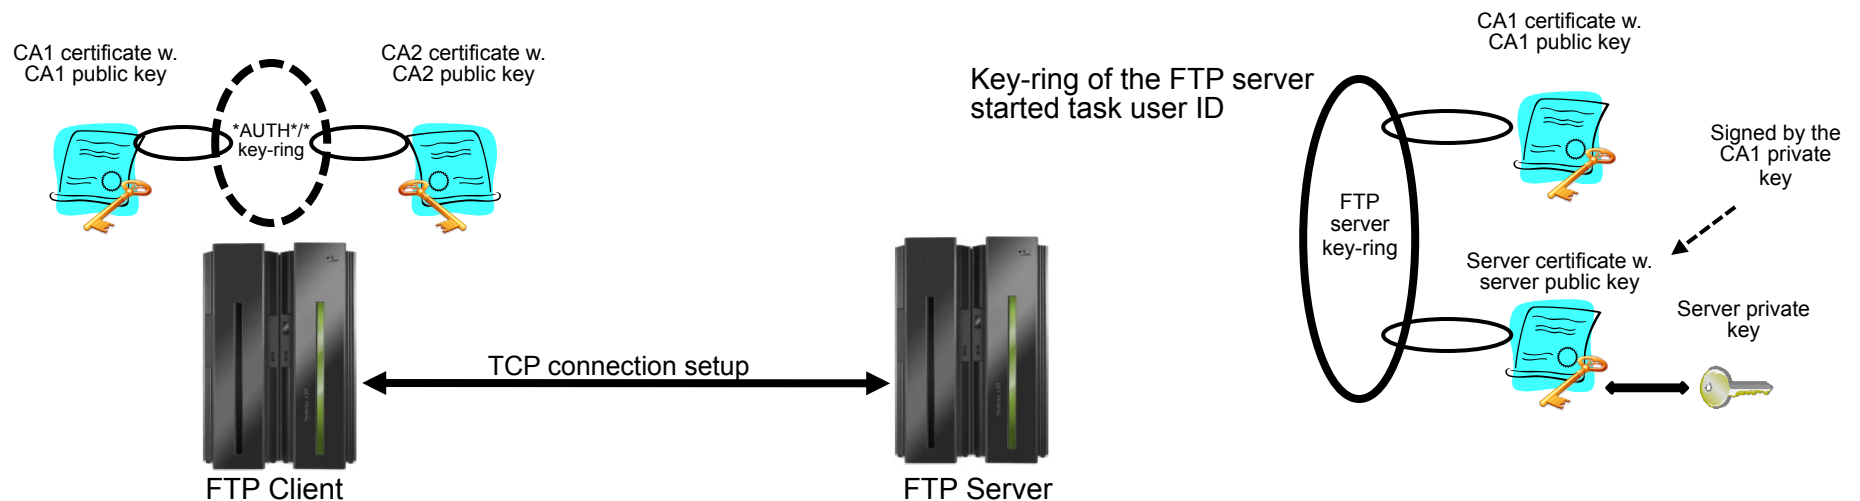 CA1 certificate w.
CA1 public key
CA2 certificate w.
CA2 public key
*AUTH*/*
key-ring
TCP connection setup
FTP Client
FTP Server
Key-ring of the FTP server
started task user ID
FTP
server
key-ring
CA1 certificate w.
CA1 public key
Signed by the
CA1 private
key
Server certificate w.
server public key
Server private
key